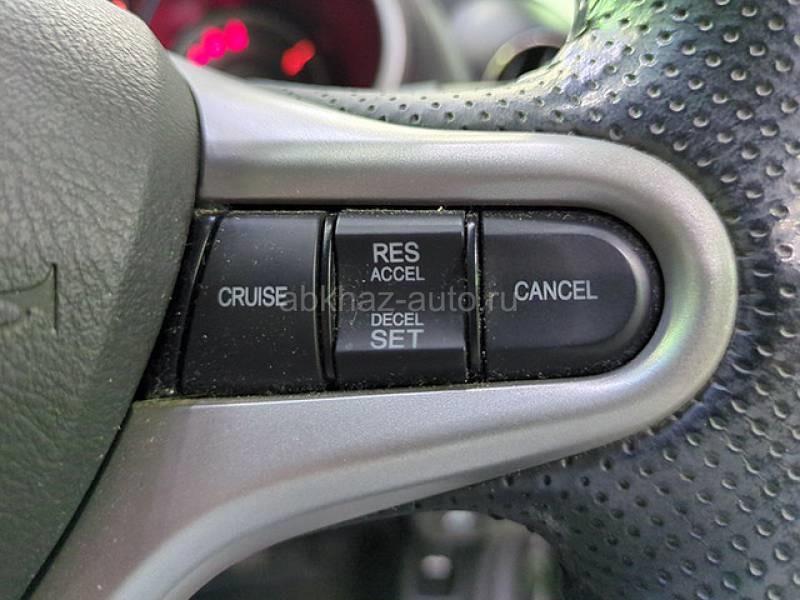 CRUISE
RES
ACCEL
DECEL
SET
CANCEL
abkhaz-auto.ru